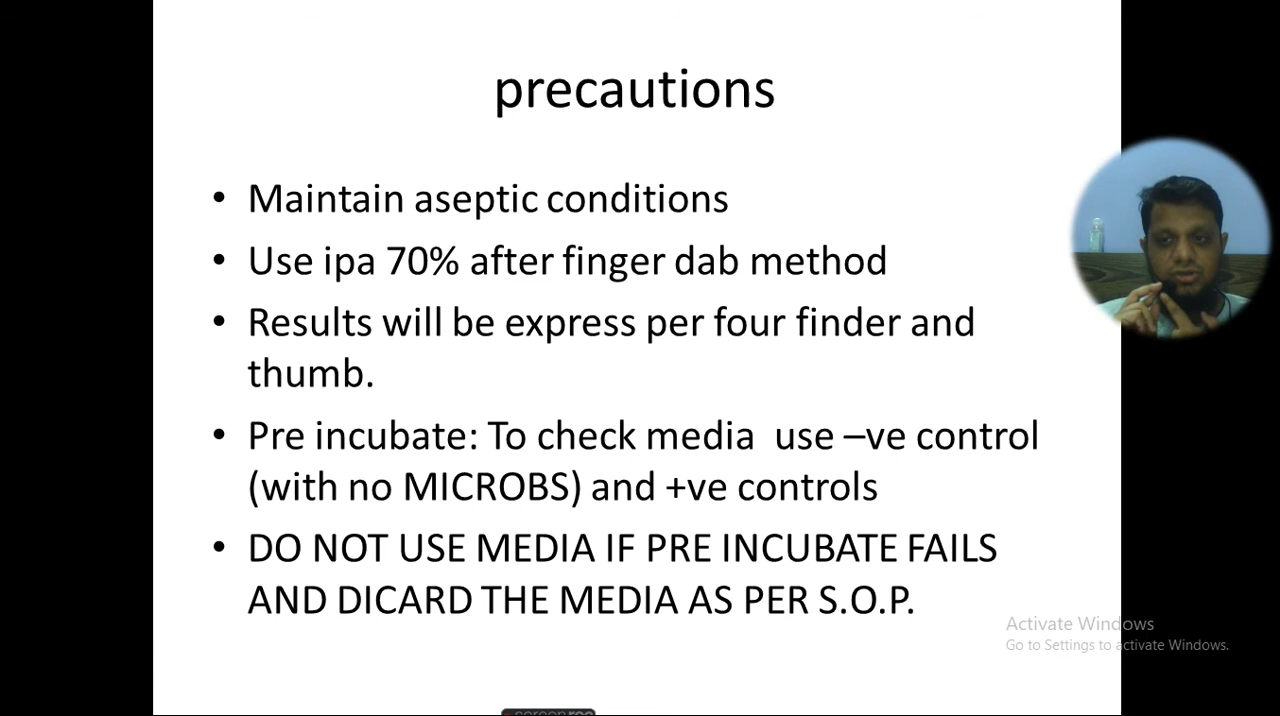 precautions
• Maintain aseptic conditions
• Use ipa 70% after finger dab method
• Results will be express per four finder and
thumb.
• Pre incubate: To check media  use –ve control
(with no MICROBS) and +ve controls
• DO NOT USE MEDIA IF PRE INCUBATE FAILS
AND DICARD THE MEDIA AS PER S.O.P.
Activate Windows
Go to Settings to activate Windows.